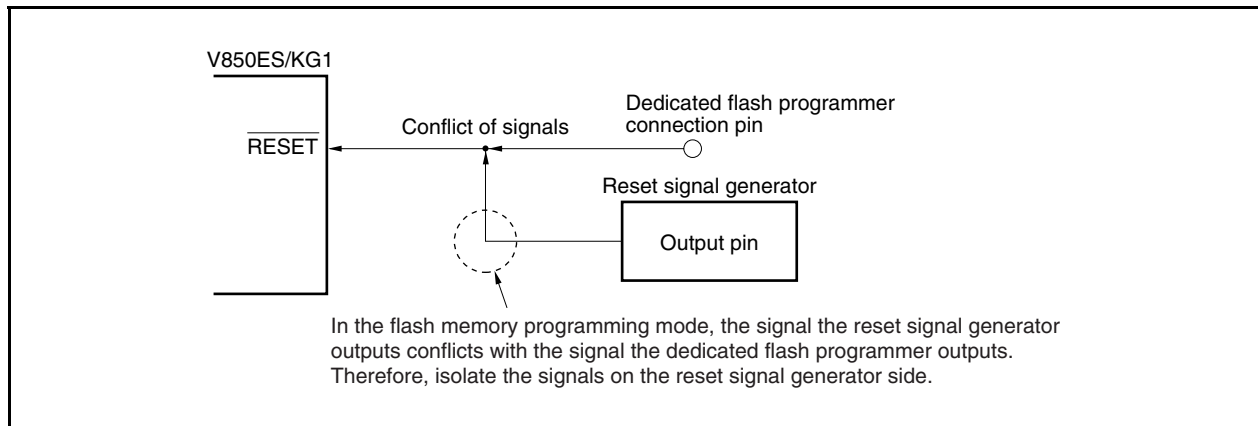 V850ES/KG1
RESET
Conflict of signals
Dedicated flash programmer
connection pin
Reset signal generator
Output pin
In the flash memory programming mode, the signal the reset signal generator
outputs conflicts with the signal the dedicated flash programmer outputs.
Therefore, isolate the signals on the reset signal generator side.